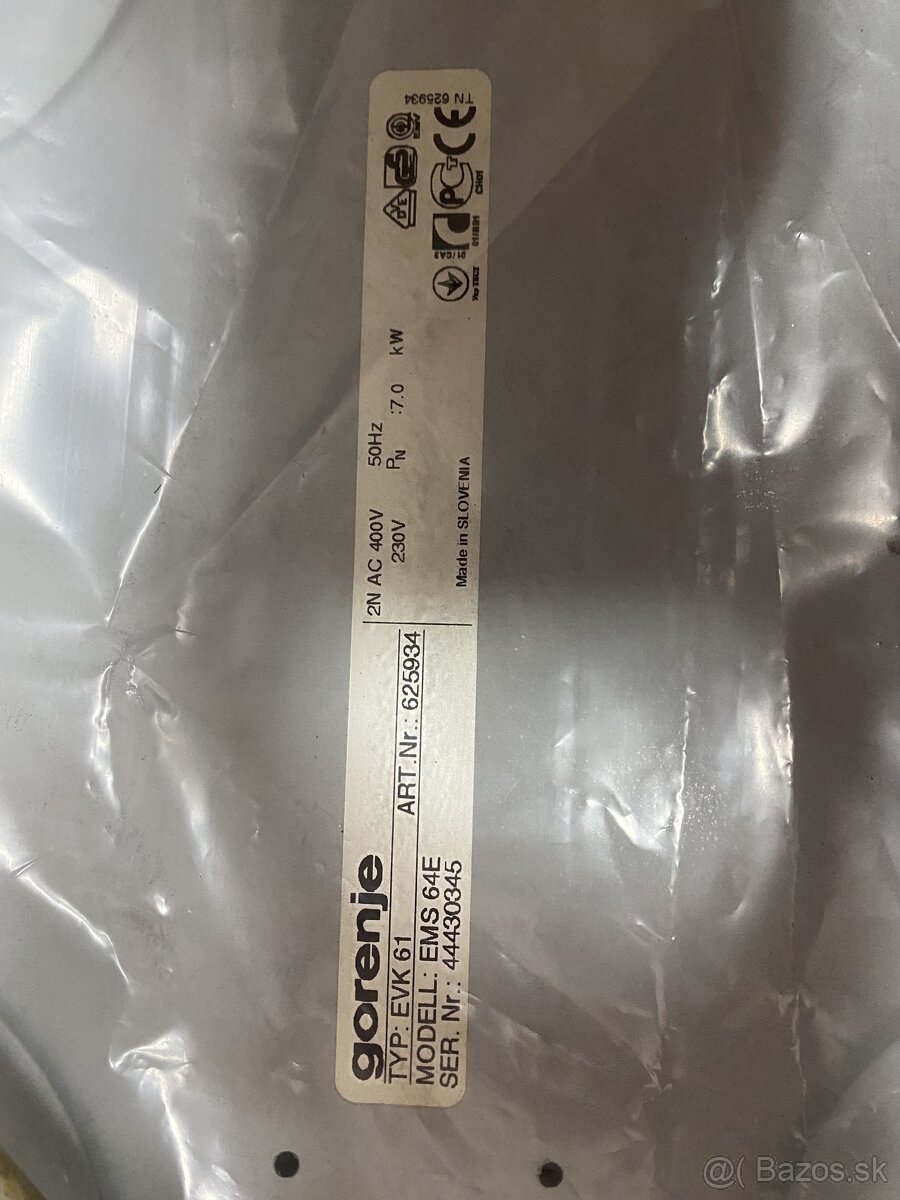 gorenje
TYP: EVK 61 ART.Nr.: 625934
MODELL: EMS 64E
SER. Nr.: 44430345
2N AC 400V 50Hz
230V PN :7.0 kW
Made in SLOVENIA
TN 625934
@( Bazos.sk